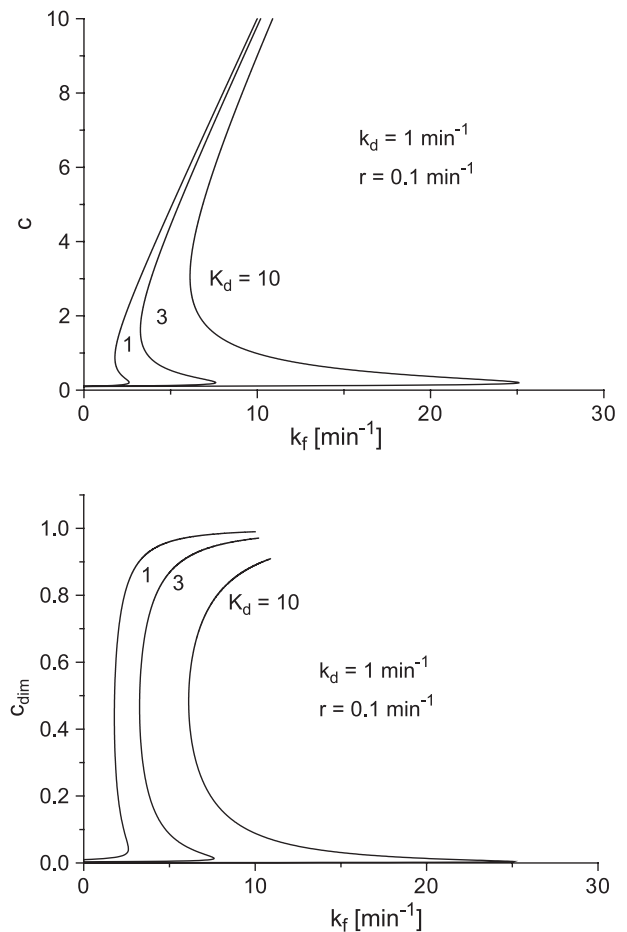 10
8
6
4
2
0
c
k_d = 1 min⁻¹
r = 0.1 min⁻¹
K_d = 10
3
1
0
10
20
30
k_f [min⁻¹]
1.0
0.8
0.6
0.4
0.2
0.0
c_dim
1
3
K_d = 10
k_d = 1 min⁻¹
r = 0.1 min⁻¹
0
10
20
30
k_f [min⁻¹]